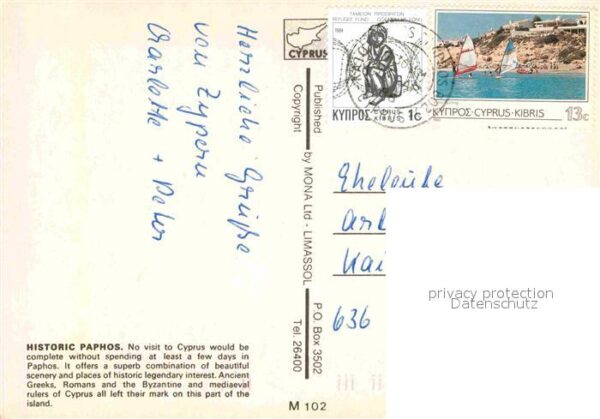 Herzliche Grüße
von Zypern
Charlotte + Peter
HISTORIC PAPHOS. No visit to Cyprus would be
complete without spending at least a few days in
Paphos. It offers a superb combination of beautiful
scenery and places of historic legendary interest. Ancient
Greeks, Romans and the Byzantine and mediaeval
rulers of Cyprus all left their mark on this part of the
island.
CYPRUS
Published
Copyright
by MONA Ltd - LIMASSOL
P.O. Box 3502
Tel. 26400
M 102
1984
ΚΥΠΡΟΣ CYPRUS KIBRIS 1c
ΚΥΠΡΟΣ·CYPRUS·KIBRIS 13c
Eheleute
Kai
636
privacy protection
Datenschutz